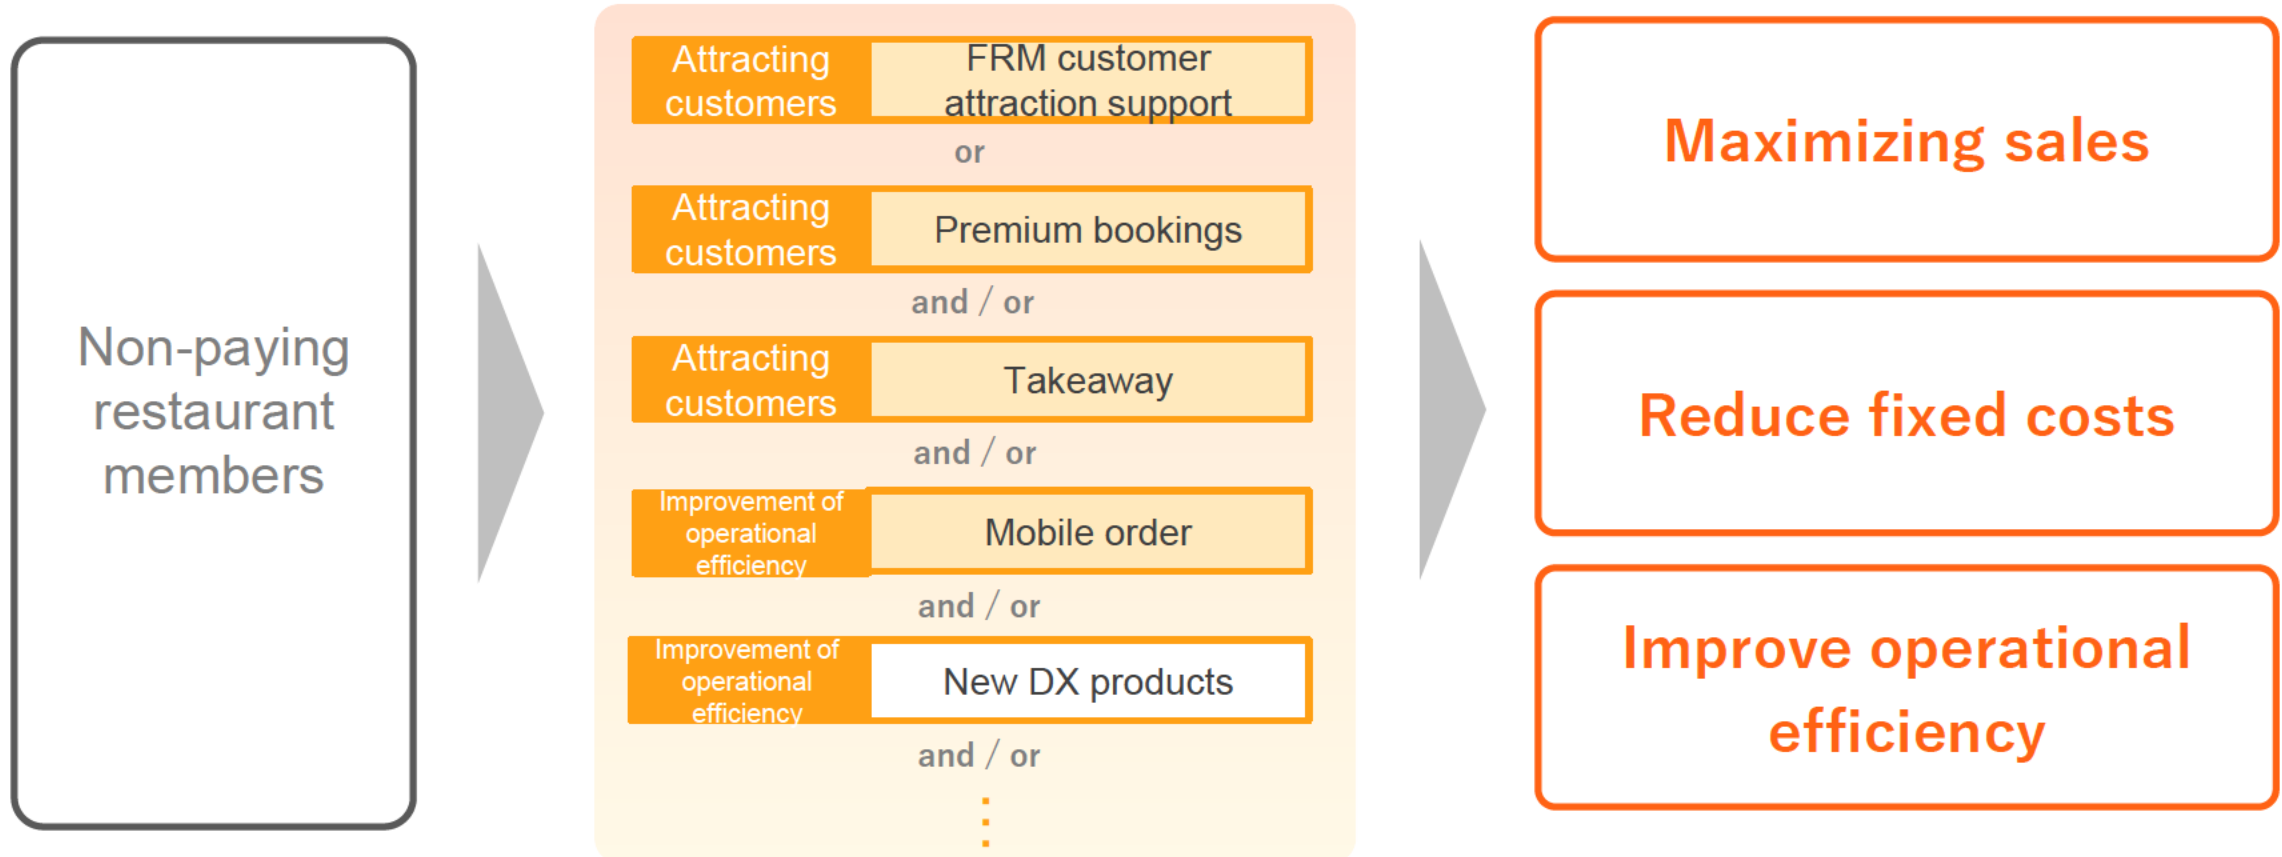 Non-paying
restaurant
members
Attracting
customers
FRM customer
attraction support
or
Attracting
customers
Premium bookings
and / or
Attracting
customers
Takeaway
and / or
Improvement of
operational
efficiency
Mobile order
and / or
Improvement of
operational
efficiency
New DX products
and / or
Maximizing sales
Reduce fixed costs
Improve operational
efficiency